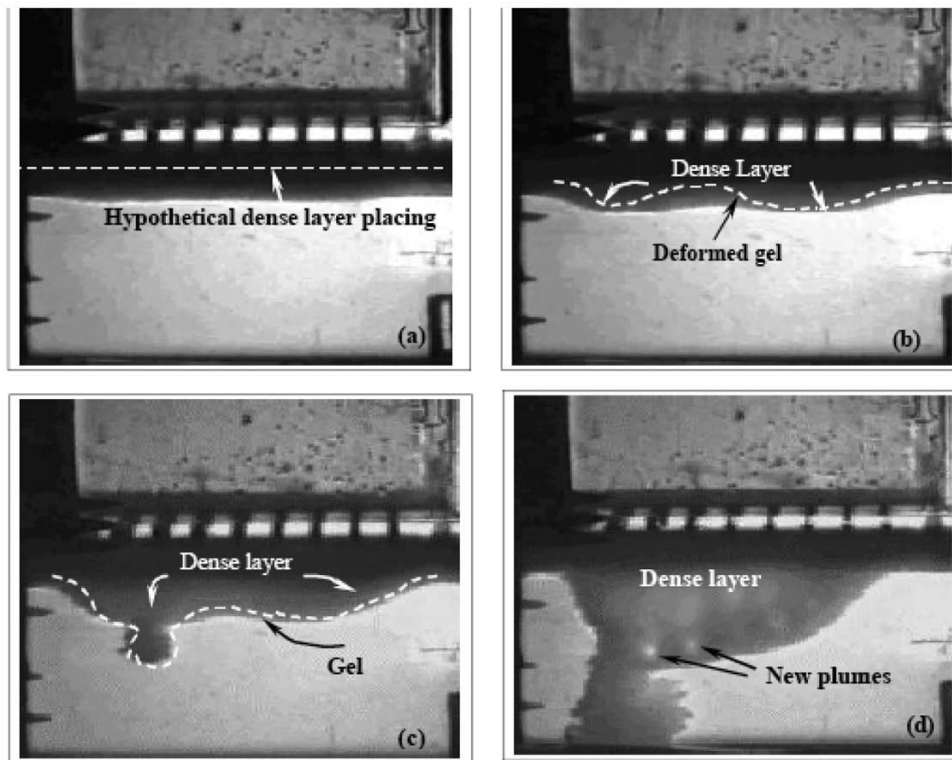 Hypothetical dense layer placing
(a)
Dense Layer
Deformed gel
(b)
Dense layer
Gel
(c)
Dense layer
New plumes
(d)